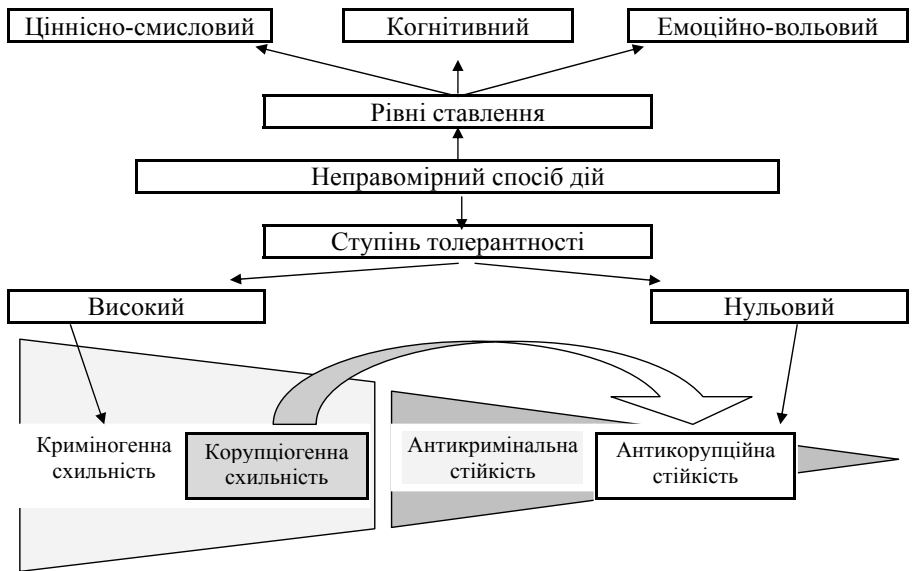 Ціннісно-смисловий
Когнітивний
Емоційно-вольовий
Рівні ставлення
Неправомірний спосіб дій
Ступінь толерантності
Високий
Нульовий
Криміногенна
схильність
Корупціогенна
схильність
Антикримінальна
стійкість
Антикорупційна
стійкість